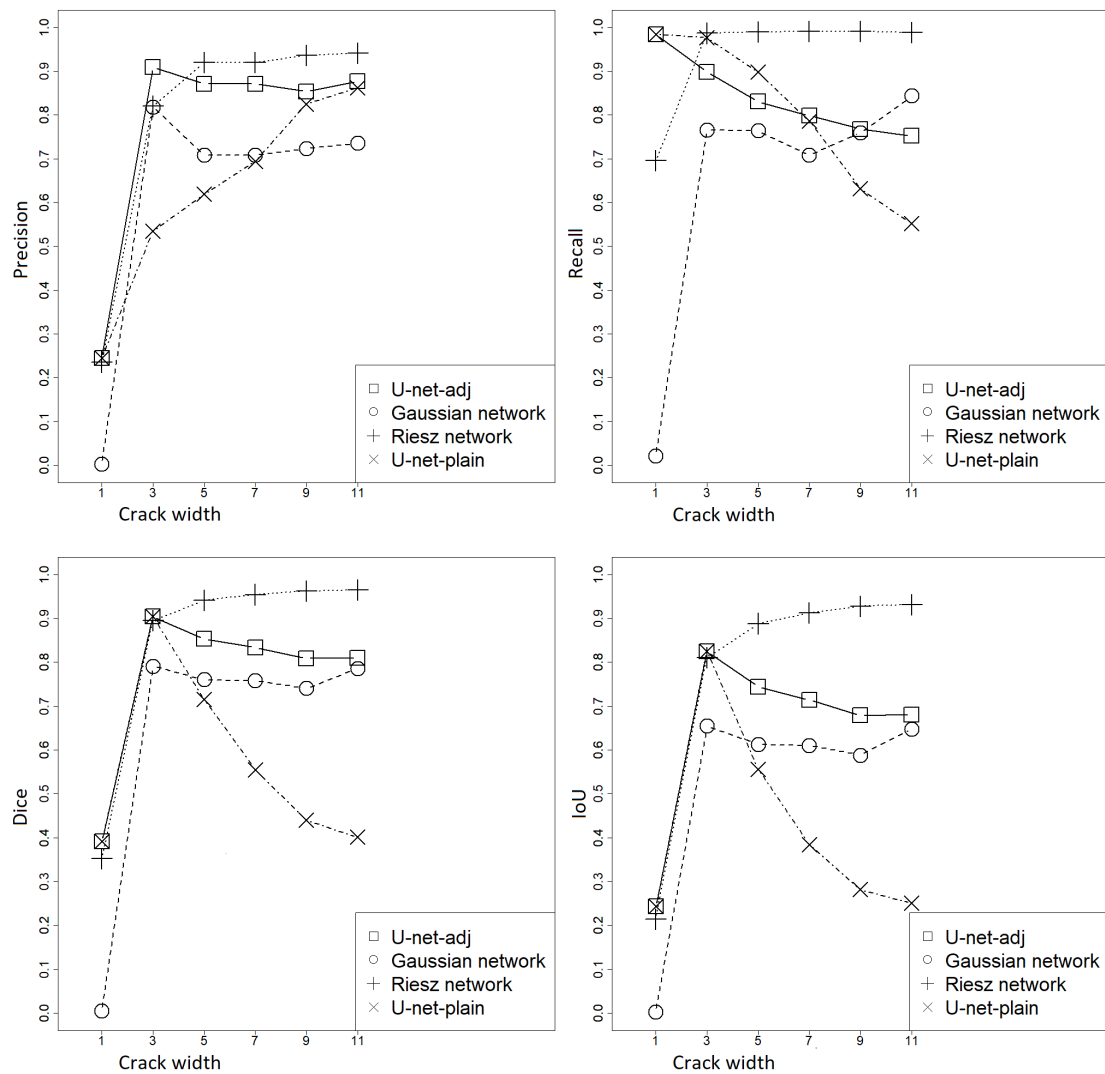 Precision
0.0 0.1 0.2 0.3 0.4 0.5 0.6 0.7 0.8 0.9 1.0
U-net-adj
Gaussian network
Riesz network
U-net-plain
1 3 5 7 9 11
Crack width
Recall
0.0 0.1 0.2 0.3 0.4 0.5 0.6 0.7 0.8 0.9 1.0
U-net-adj
Gaussian network
Riesz network
U-net-plain
1 3 5 7 9 11
Crack width
Dice
0.0 0.1 0.2 0.3 0.4 0.5 0.6 0.7 0.8 0.9 1.0
U-net-adj
Gaussian network
Riesz network
U-net-plain
1 3 5 7 9 11
Crack width
IoU
0.0 0.1 0.2 0.3 0.4 0.5 0.6 0.7 0.8 0.9 1.0
U-net-adj
Gaussian network
Riesz network
U-net-plain
1 3 5 7 9 11
Crack width